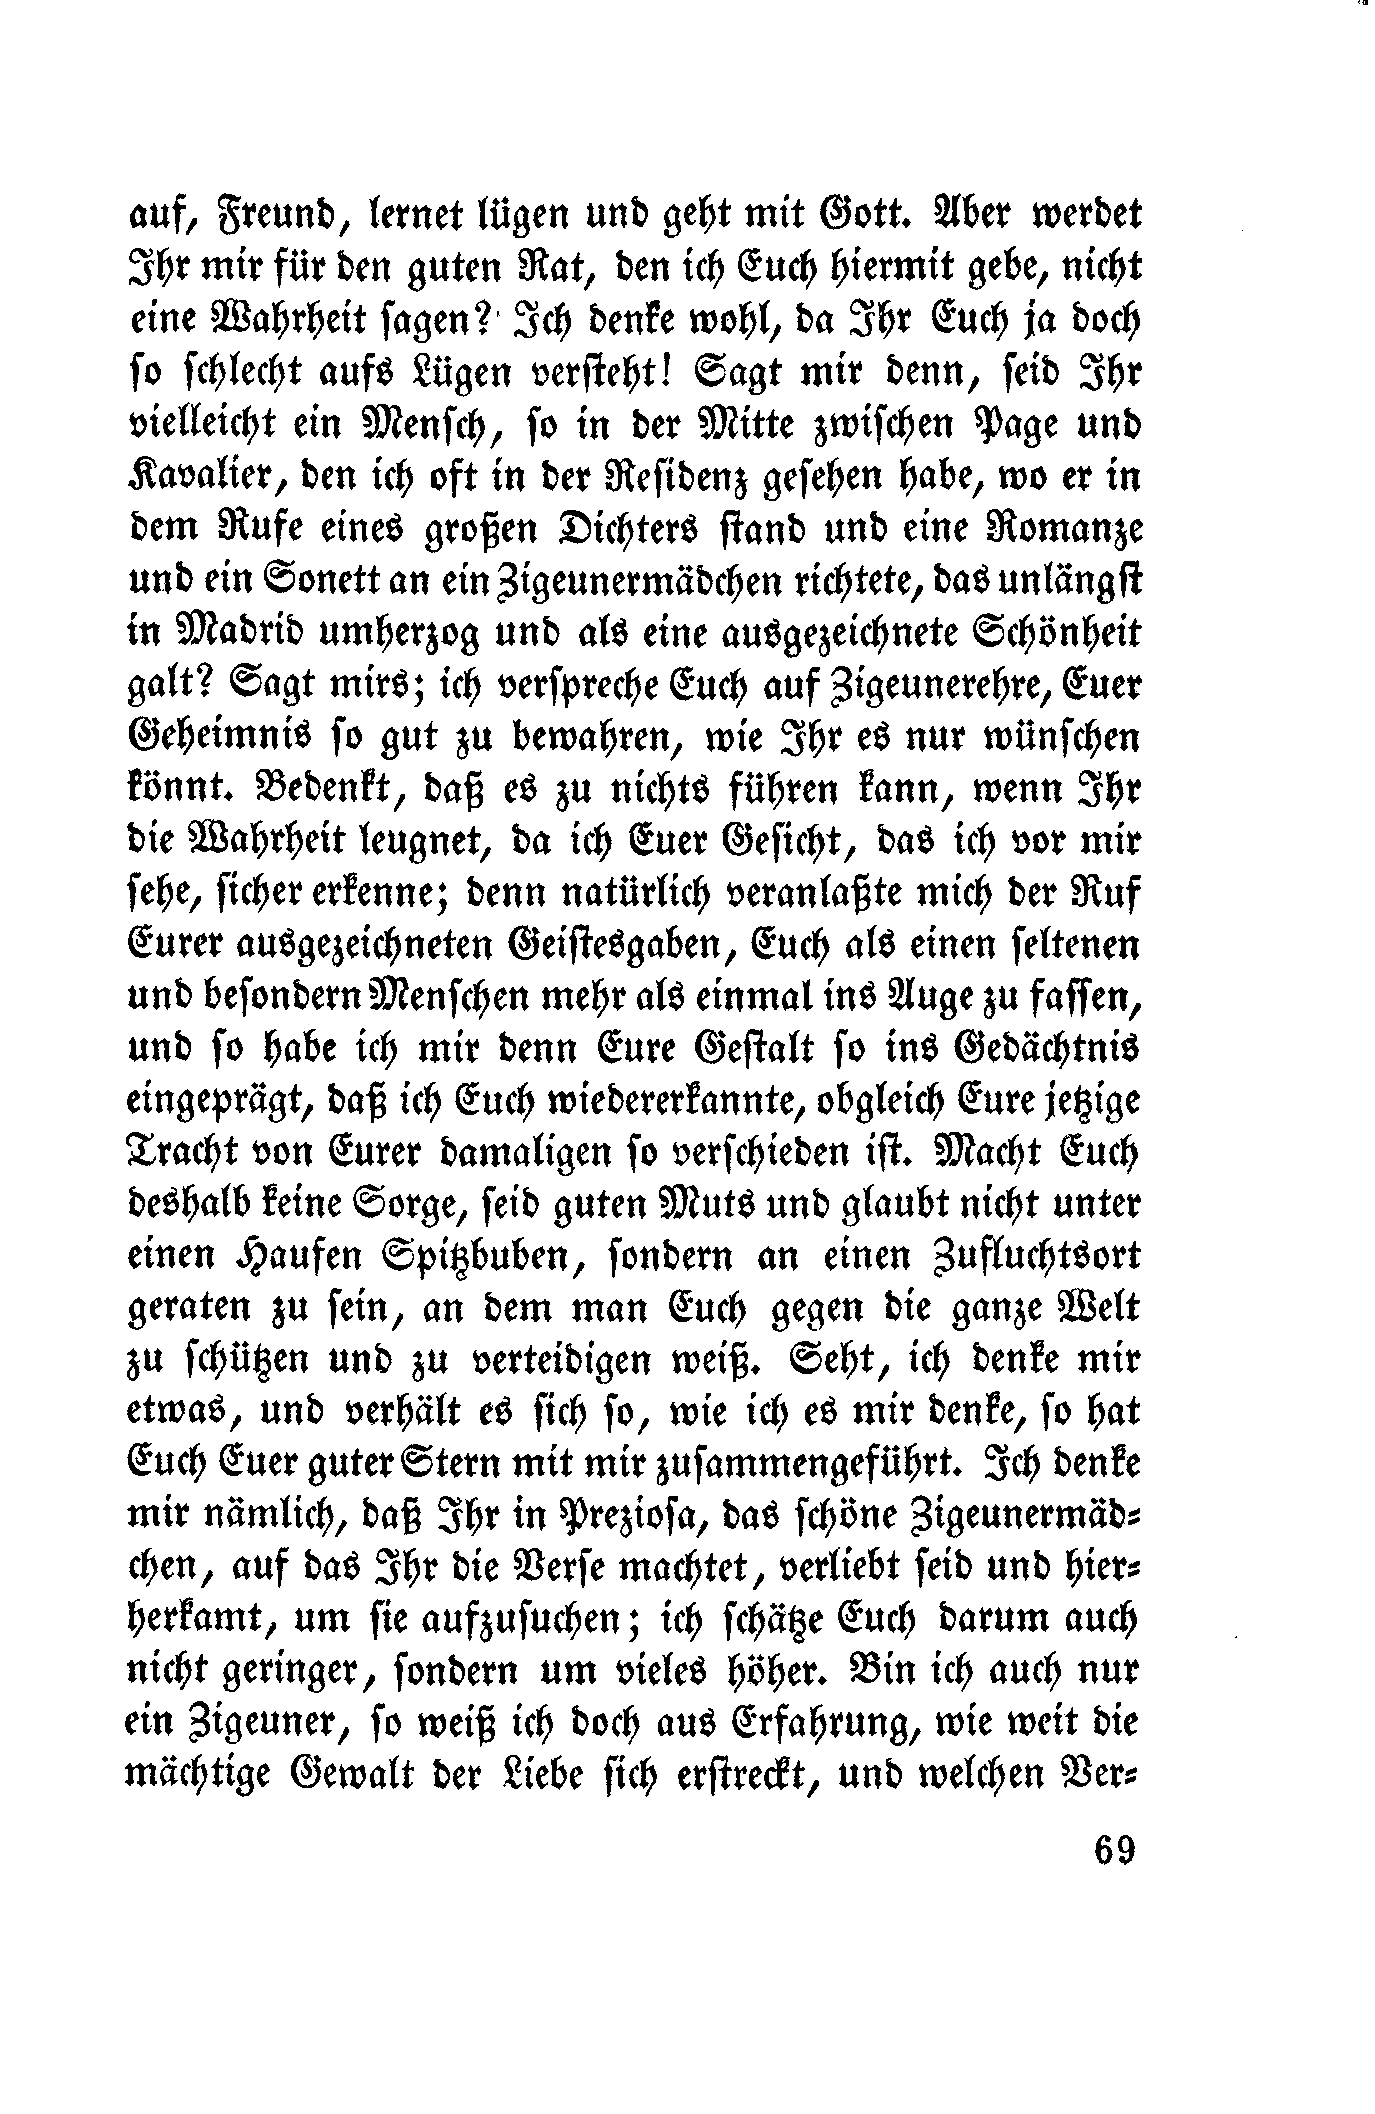 auf, Freund, lernet lügen und geht mit Gott. Aber werdet
Ihr mir für den guten Rat, den ich Euch hiermit gebe, nicht
eine Wahrheit sagen? Ich denke wohl, da Ihr Euch ja doch
so schlecht aufs Lügen versteht! Sagt mir denn, seid Ihr
vielleicht ein Mensch, so in der Mitte zwischen Page und
Kavalier, den ich oft in der Residenz gesehen habe, wo er in
dem Rufe eines großen Dichters stand und eine Romanze
und ein Sonett an ein Zigeunermädchen richtete, das unlängst
in Madrid umherzog und als eine ausgezeichnete Schönheit
galt? Sagt mirs; ich verspreche Euch auf Zigeunerehre, Euer
Geheimnis so gut zu bewahren, wie Ihr es nur wünschen
könnt. Bedenkt, daß es zu nichts führen kann, wenn Ihr
die Wahrheit leugnet, da ich Euer Gesicht, das ich vor mir
sehe, sicher erkenne; denn natürlich veranlaßte mich der Ruf
Eurer ausgezeichneten Geistesgaben, Euch als einen seltenen
und besondern Menschen mehr als einmal ins Auge zu fassen,
und so habe ich mir denn Eure Gestalt so ins Gedächtnis
eingeprägt, daß ich Euch wiedererkannte, obgleich Eure jetzige
Tracht von Eurer damaligen so verschieden ist. Macht Euch
deshalb keine Sorge, seid guten Muts und glaubt nicht unter
einen Haufen Spitzbuben, sondern an einen Zufluchtsort
geraten zu sein, an dem man Euch gegen die ganze Welt
zu schützen und zu verteidigen weiß. Seht, ich denke mir
etwas, und verhält es sich so, wie ich es mir denke, so hat
Euch Euer guter Stern mit mir zusammengeführt. Ich denke
mir nämlich, daß Ihr in Preziosa, das schöne Zigeunermäd-
chen, auf das Ihr die Verse machtet, verliebt seid und hier-
herkamt, um sie aufzusuchen; ich schätze Euch darum auch
nicht geringer, sondern um vieles höher. Bin ich auch nur
ein Zigeuner, so weiß ich doch aus Erfahrung, wie weit die
mächtige Gewalt der Liebe sich erstreckt, und welchen Ver-
69